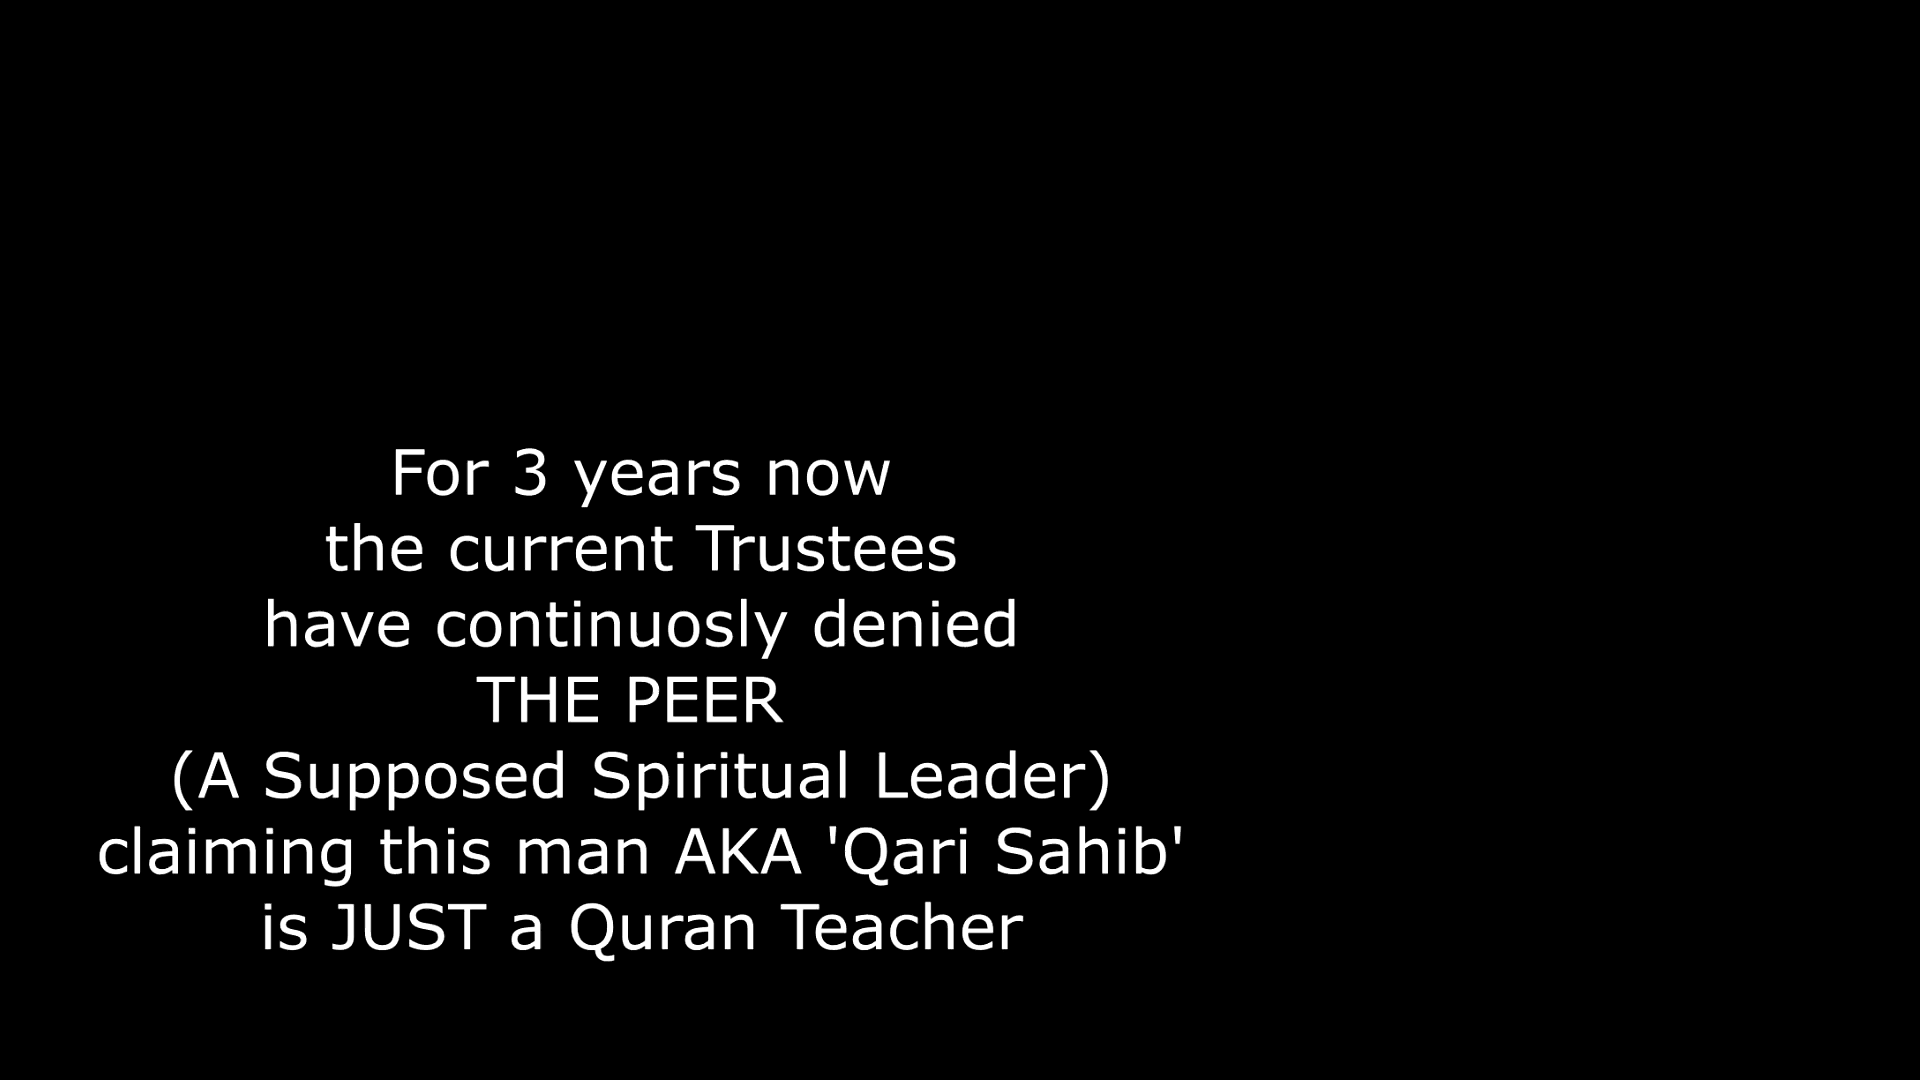 For 3 years now
the current Trustees
have continuosly denied
THE PEER
(A Supposed Spiritual Leader)
claiming this man AKA 'Qari Sahib'
is JUST a Quran Teacher